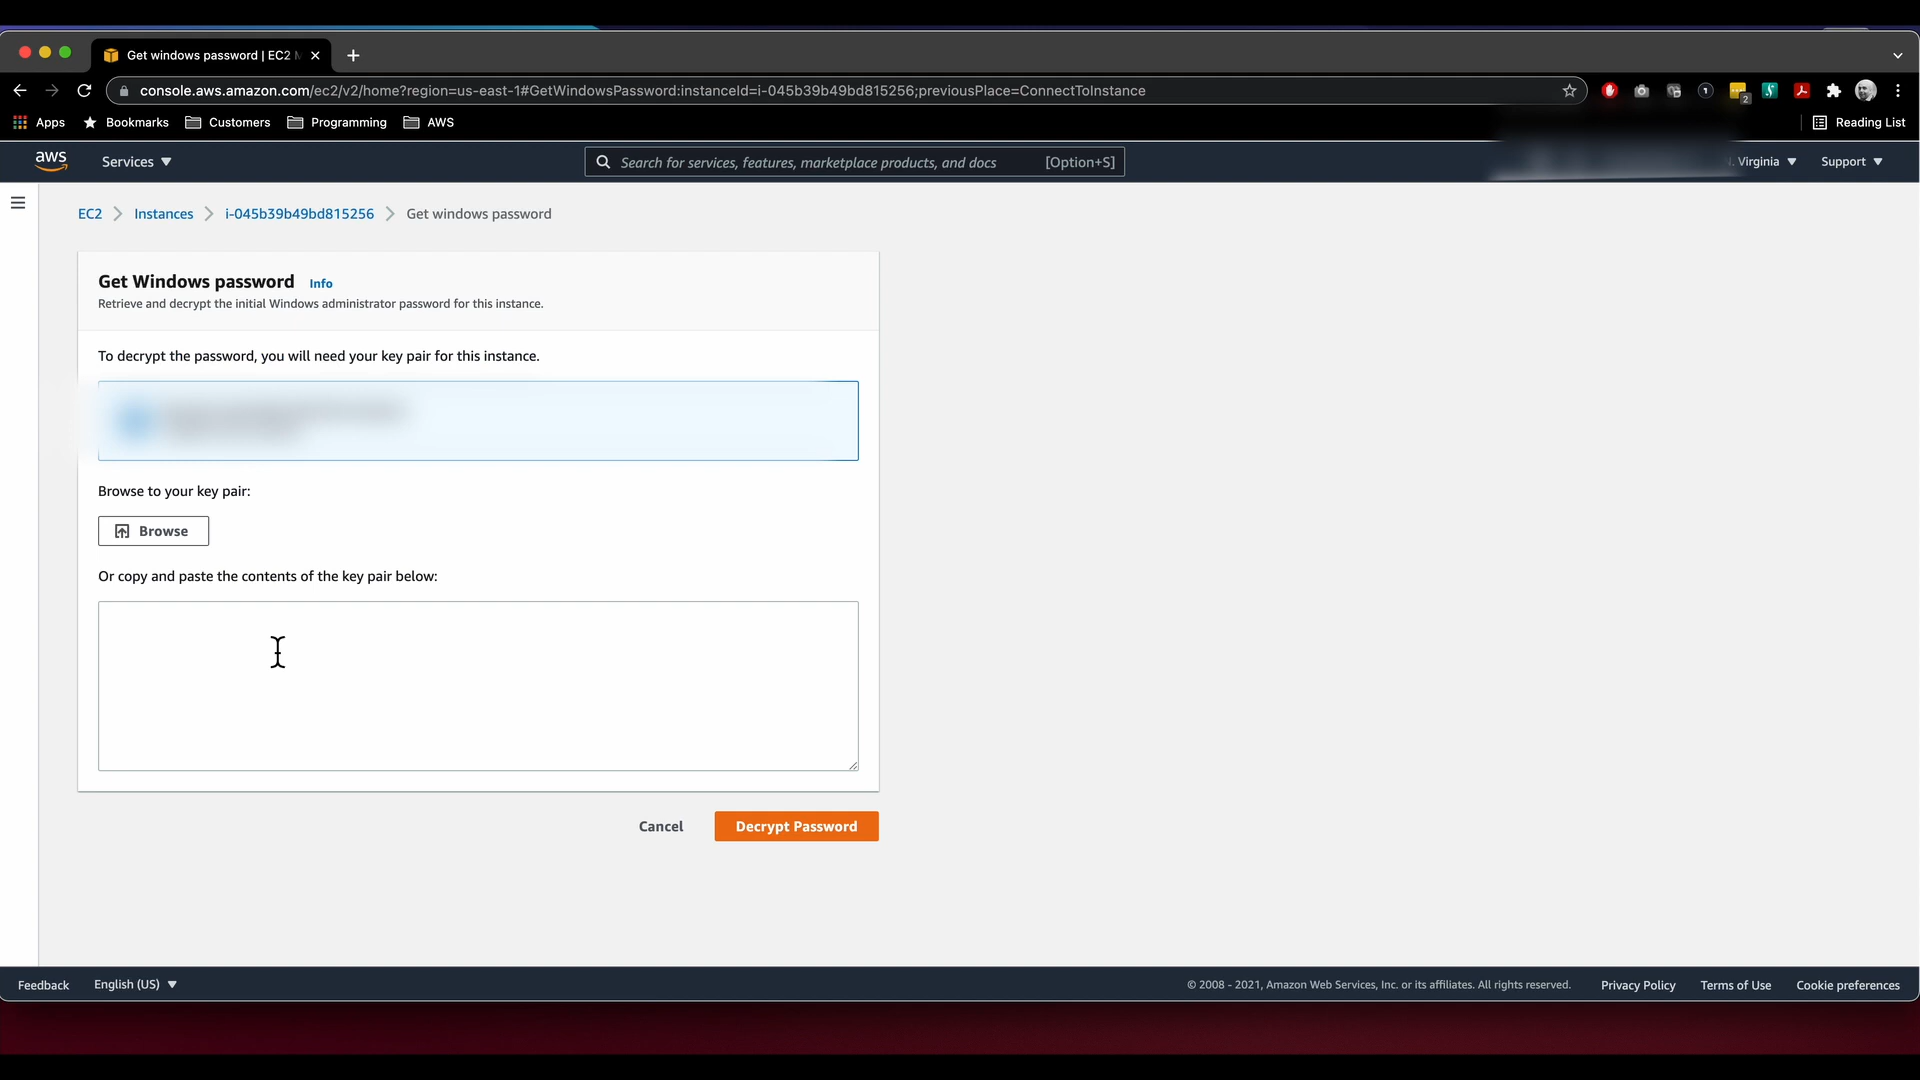 Get windows password | EC2
console.aws.amazon.com/ec2/v2/home?region=us-east-1#GetWindowsPassword:instanceId=i-045b39b49bd815256;previousPlace=ConnectToInstance
2
Apps
Bookmarks
Customers
Programming
AWS
Reading List
aws
Services
Search for services, features, marketplace products, and docs
[Option+S]
Virginia
Support
EC2
Instances
i-045b39b49bd815256
Get windows password
Get Windows password
Info
Retrieve and decrypt the initial Windows administrator password for this instance.
To decrypt the password, you will need your key pair for this instance.
Browse to your key pair:
Browse
Or copy and paste the contents of the key pair below:
Cancel
Decrypt Password
Feedback
English (US)
© 2008 - 2021, Amazon Web Services, Inc. or its affiliates. All rights reserved.
Privacy Policy
Terms of Use
Cookie preferences